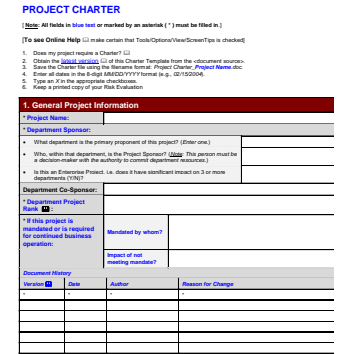 PROJECT CHARTER
[ Note: All fields in blue text or marked by an asterisk ( * ) must be filled in.]
[To see Online Help make certain that Tools/Options/View/ScreenTips is checked]
1. Does my project require a Charter?
2. Obtain the latest version of this Charter Template from the <document source>.
3. Save the Charter file using the filename format: Project Charter_Project Name.doc.
4. Enter all dates in the 8-digit MM/DD/YYYY format (e.g., 02/15/2004).
5. Type an X in the appropriate checkboxes.
6. Keep a printed copy of your Risk Evaluation
1. General Project Information
* Project Name:
* Department Sponsor:
• What department is the primary proponent of this project? (Enter one.)
• Who, within that department, is the Project Sponsor? (Note: This person must be
a decision-maker with the authority to commit department resources.)
• Is this an Enterprise Project. i.e. does it have significant impact on 3 or more
departments (Y/N)?
Department Co-Sponsor:
* Department Project
Rank :
* If this project is
mandated or is required
for continued business
operation:
Mandated by whom?
Impact of not
meeting mandate?
Document History
Version Date Author Reason for Change
* * * *